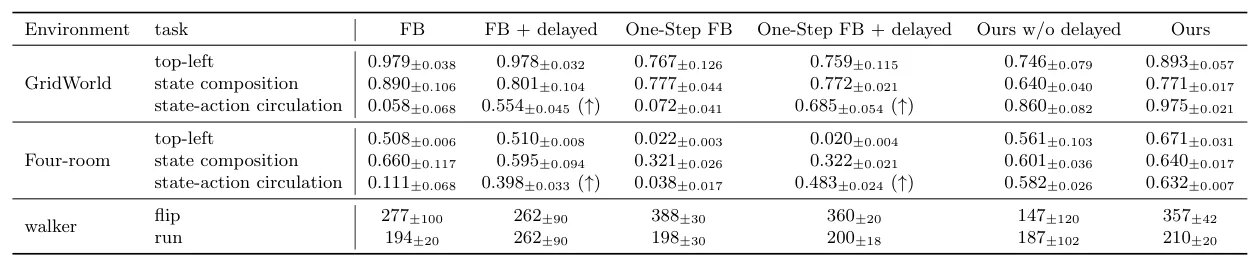 Environment task FB FB + delayed One-Step FB One-Step FB + delayed Ours w/o delayed Ours
top-left 0.979±0.038 0.978±0.032 0.767±0.126 0.759±0.115 0.746±0.079 0.893±0.057
GridWorld state composition 0.890±0.106 0.801±0.104 0.777±0.044 0.772±0.021 0.640±0.040 0.771±0.017
state-action circulation 0.058±0.068 0.554±0.045 (↑) 0.072±0.041 0.685±0.054 (↑) 0.860±0.082 0.975±0.021
top-left 0.508±0.006 0.510±0.008 0.022±0.003 0.020±0.004 0.561±0.103 0.671±0.031
Four-room state composition 0.660±0.117 0.595±0.094 0.321±0.026 0.322±0.021 0.601±0.036 0.640±0.017
state-action circulation 0.111±0.068 0.398±0.033 (↑) 0.038±0.017 0.483±0.024 (↑) 0.582±0.026 0.632±0.007
walker flip 277±100 262±90 388±30 360±20 147±120 357±42
run 194±20 262±90 198±30 200±18 187±102 210±20